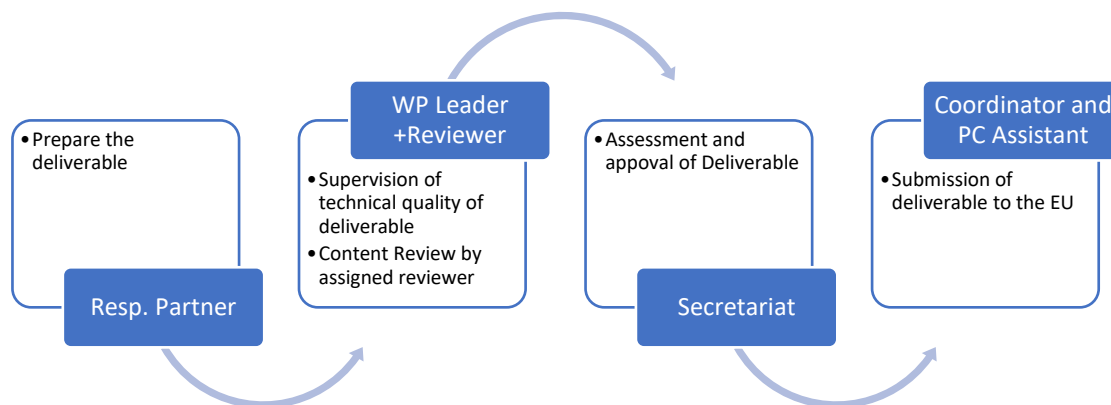 •Prepare the
deliverable
Resp. Partner
WP Leader
+Reviewer
•Supervision of
technical quality of
deliverable
•Content Review by
assigned reviewer
•Assessment and
appoval of Deliverable
Secretariat
Coordinator and
PC Assistant
•Submission of
deliverable to the EU